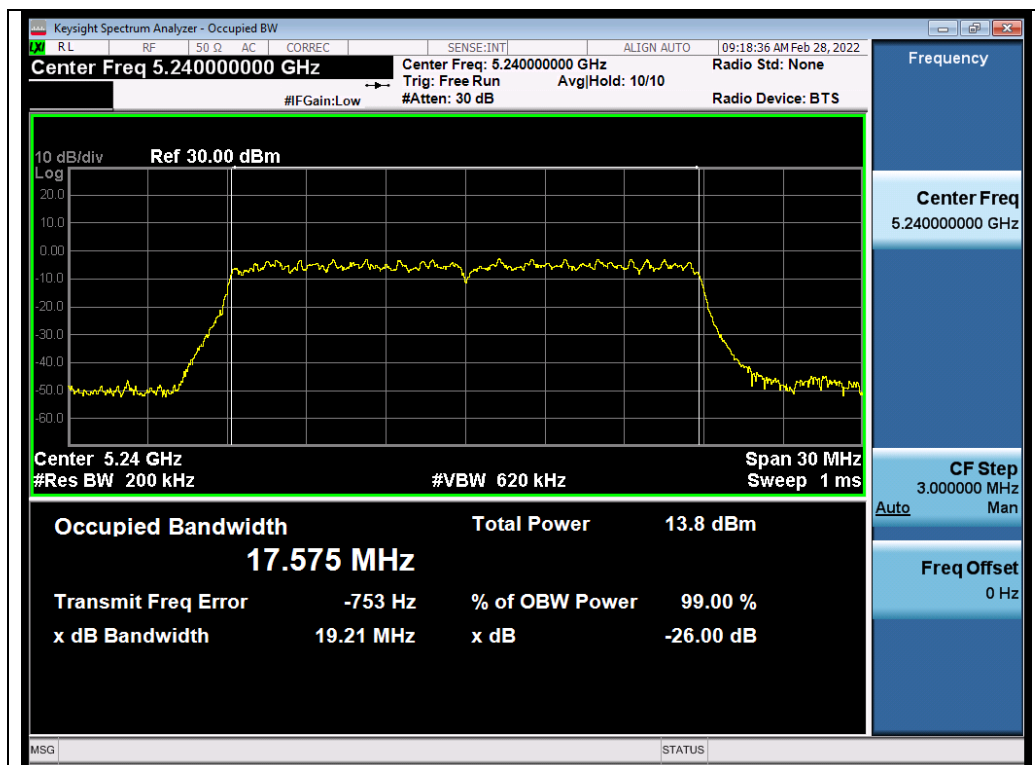 Keysight Spectrum Analyzer - Occupied BW
LXI RL RF 50 Ω AC CORREC SENSE:INT ALIGN AUTO 09:18:36 AM Feb 28, 2022
Center Freq 5.240000000 GHz
Center Freq: 5.240000000 GHz Radio Std: None
Trig: Free Run Avg|Hold: 10/10
#IFGain:Low #Atten: 30 dB Radio Device: BTS
10 dB/div Ref 30.00 dBm
Log
20.0
10.0
0.00
-10.0
-20.0
-30.0
-40.0
-50.0
-60.0
Center 5.24 GHz Span 30 MHz
#Res BW 200 kHz #VBW 620 kHz Sweep 1 ms
Occupied Bandwidth Total Power 13.8 dBm
17.575 MHz
Transmit Freq Error -753 Hz % of OBW Power 99.00 %
x dB Bandwidth 19.21 MHz x dB -26.00 dB
MSG STATUS
Frequency
Center Freq
5.240000000 GHz
CF Step
3.000000 MHz
Auto Man
Freq Offset
0 Hz